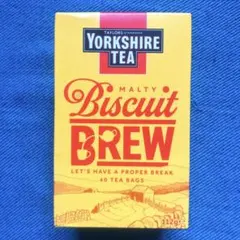 TAYLORS
YORKSHIRE
TEA
MALTY
Biscuit
BREW
LET'S HAVE A PROPER BREAK
40 TEA BAGS